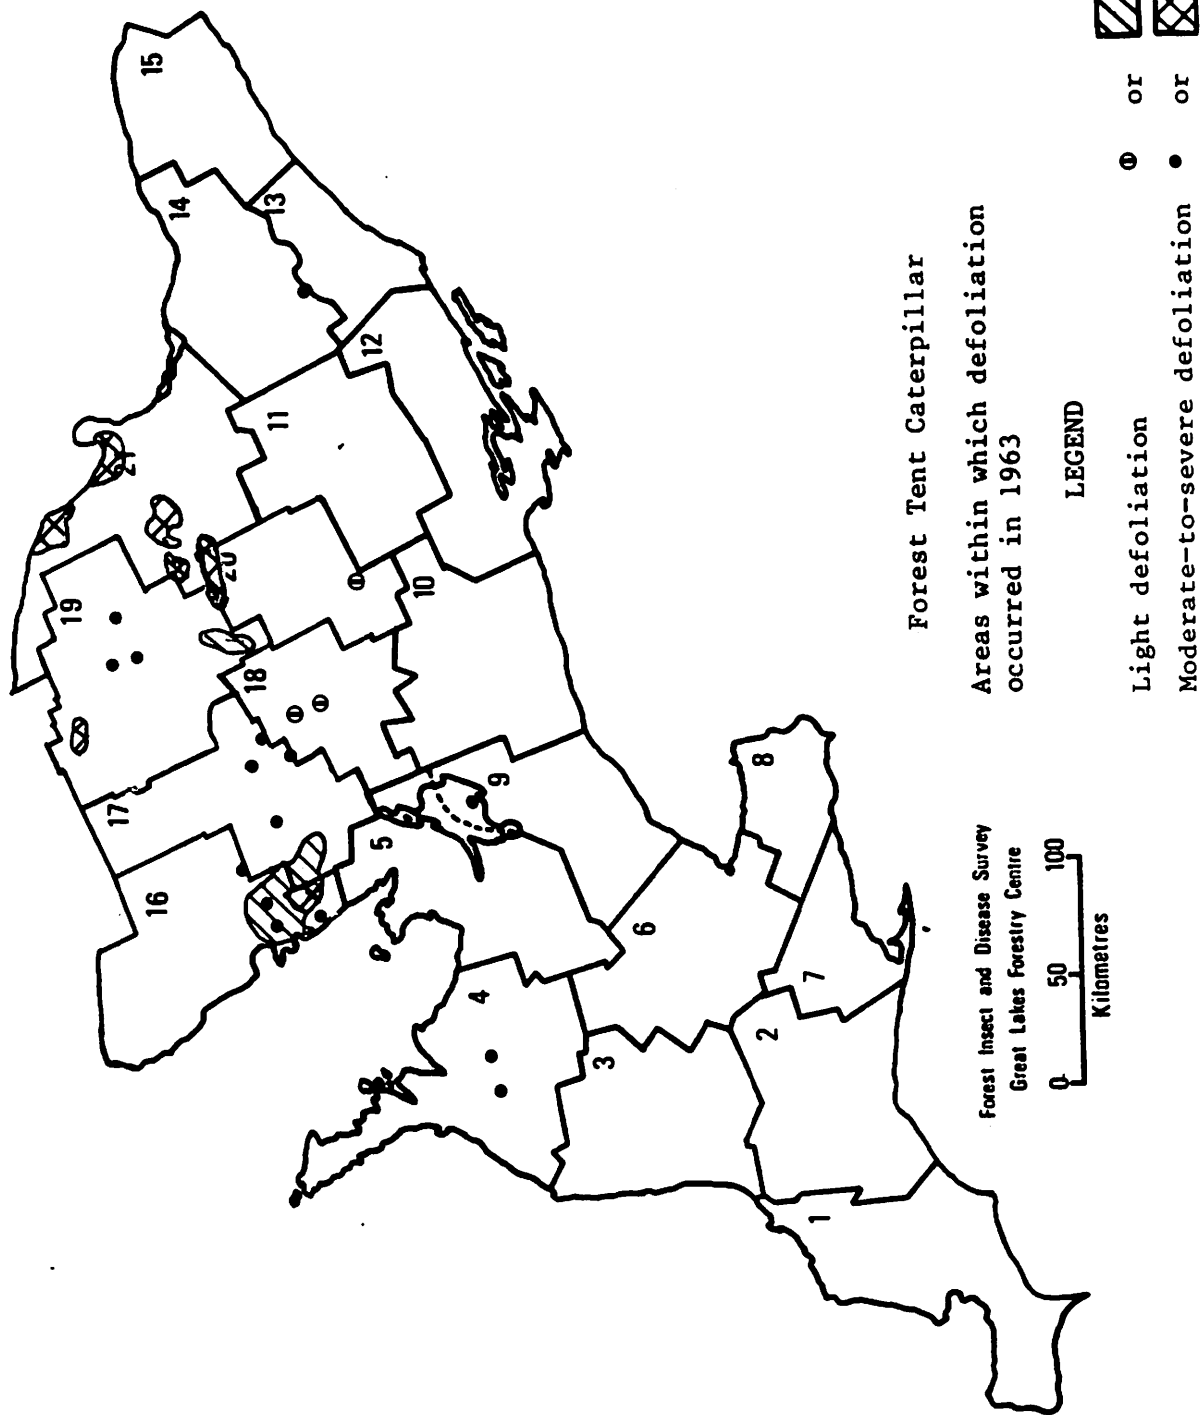 Forest Tent Caterpillar
Areas within which defoliation
occurred in 1963
LEGEND
Light defoliation or
Moderate-to-severe defoliation or
Forest Insect and Disease Survey
Great Lakes Forestry Centre
0 50 100
Kilometres
1
2
3
4
5
6
7
8
9
10
11
12
13
14
15
16
17
18
19
20
21